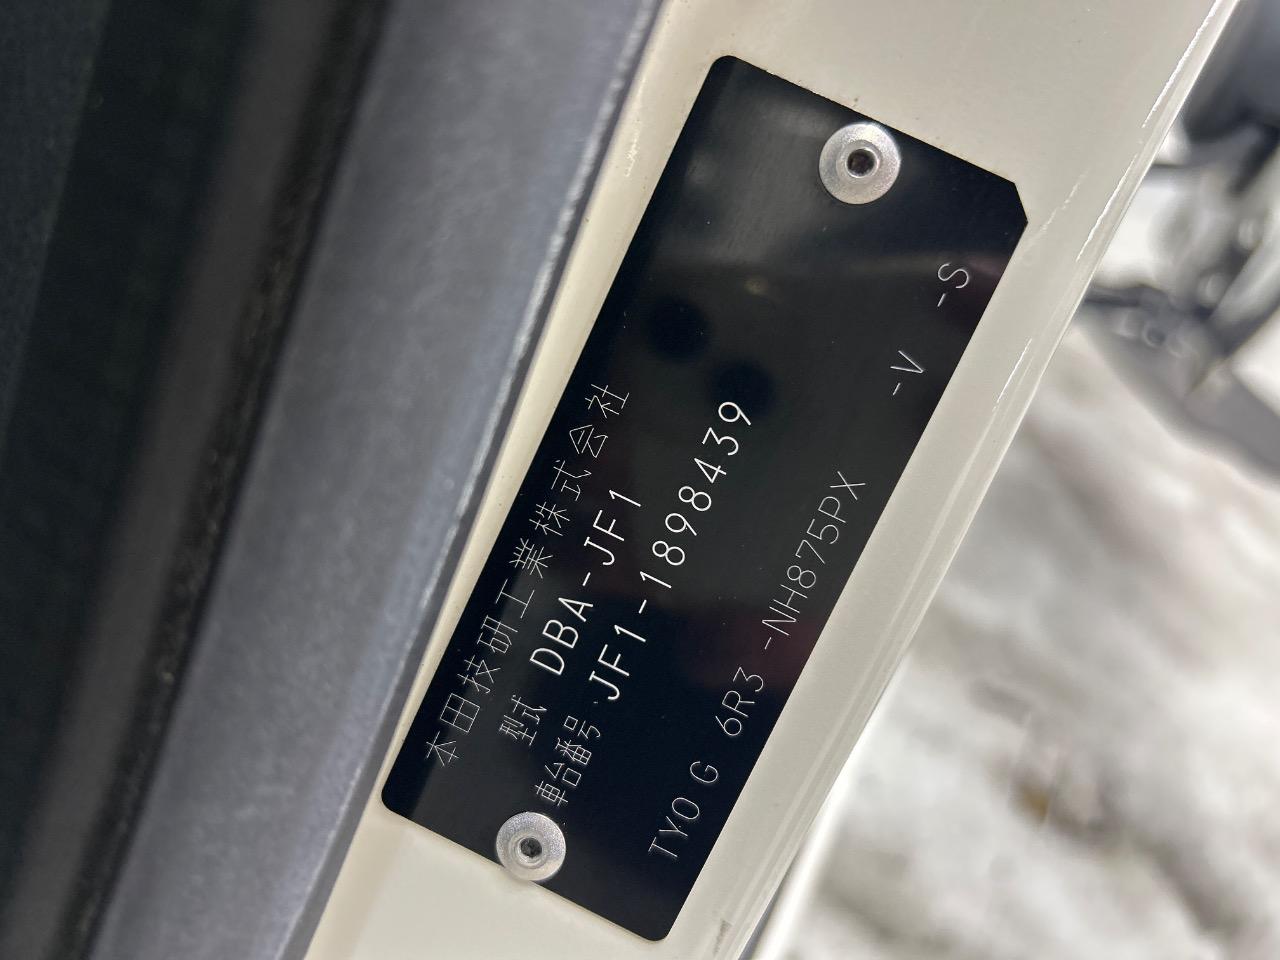 本田技研工業株式会社
型式 DBA-JF1
車台番号 JF1-1898439
TYO G 6R3 -NH875PX -V -S